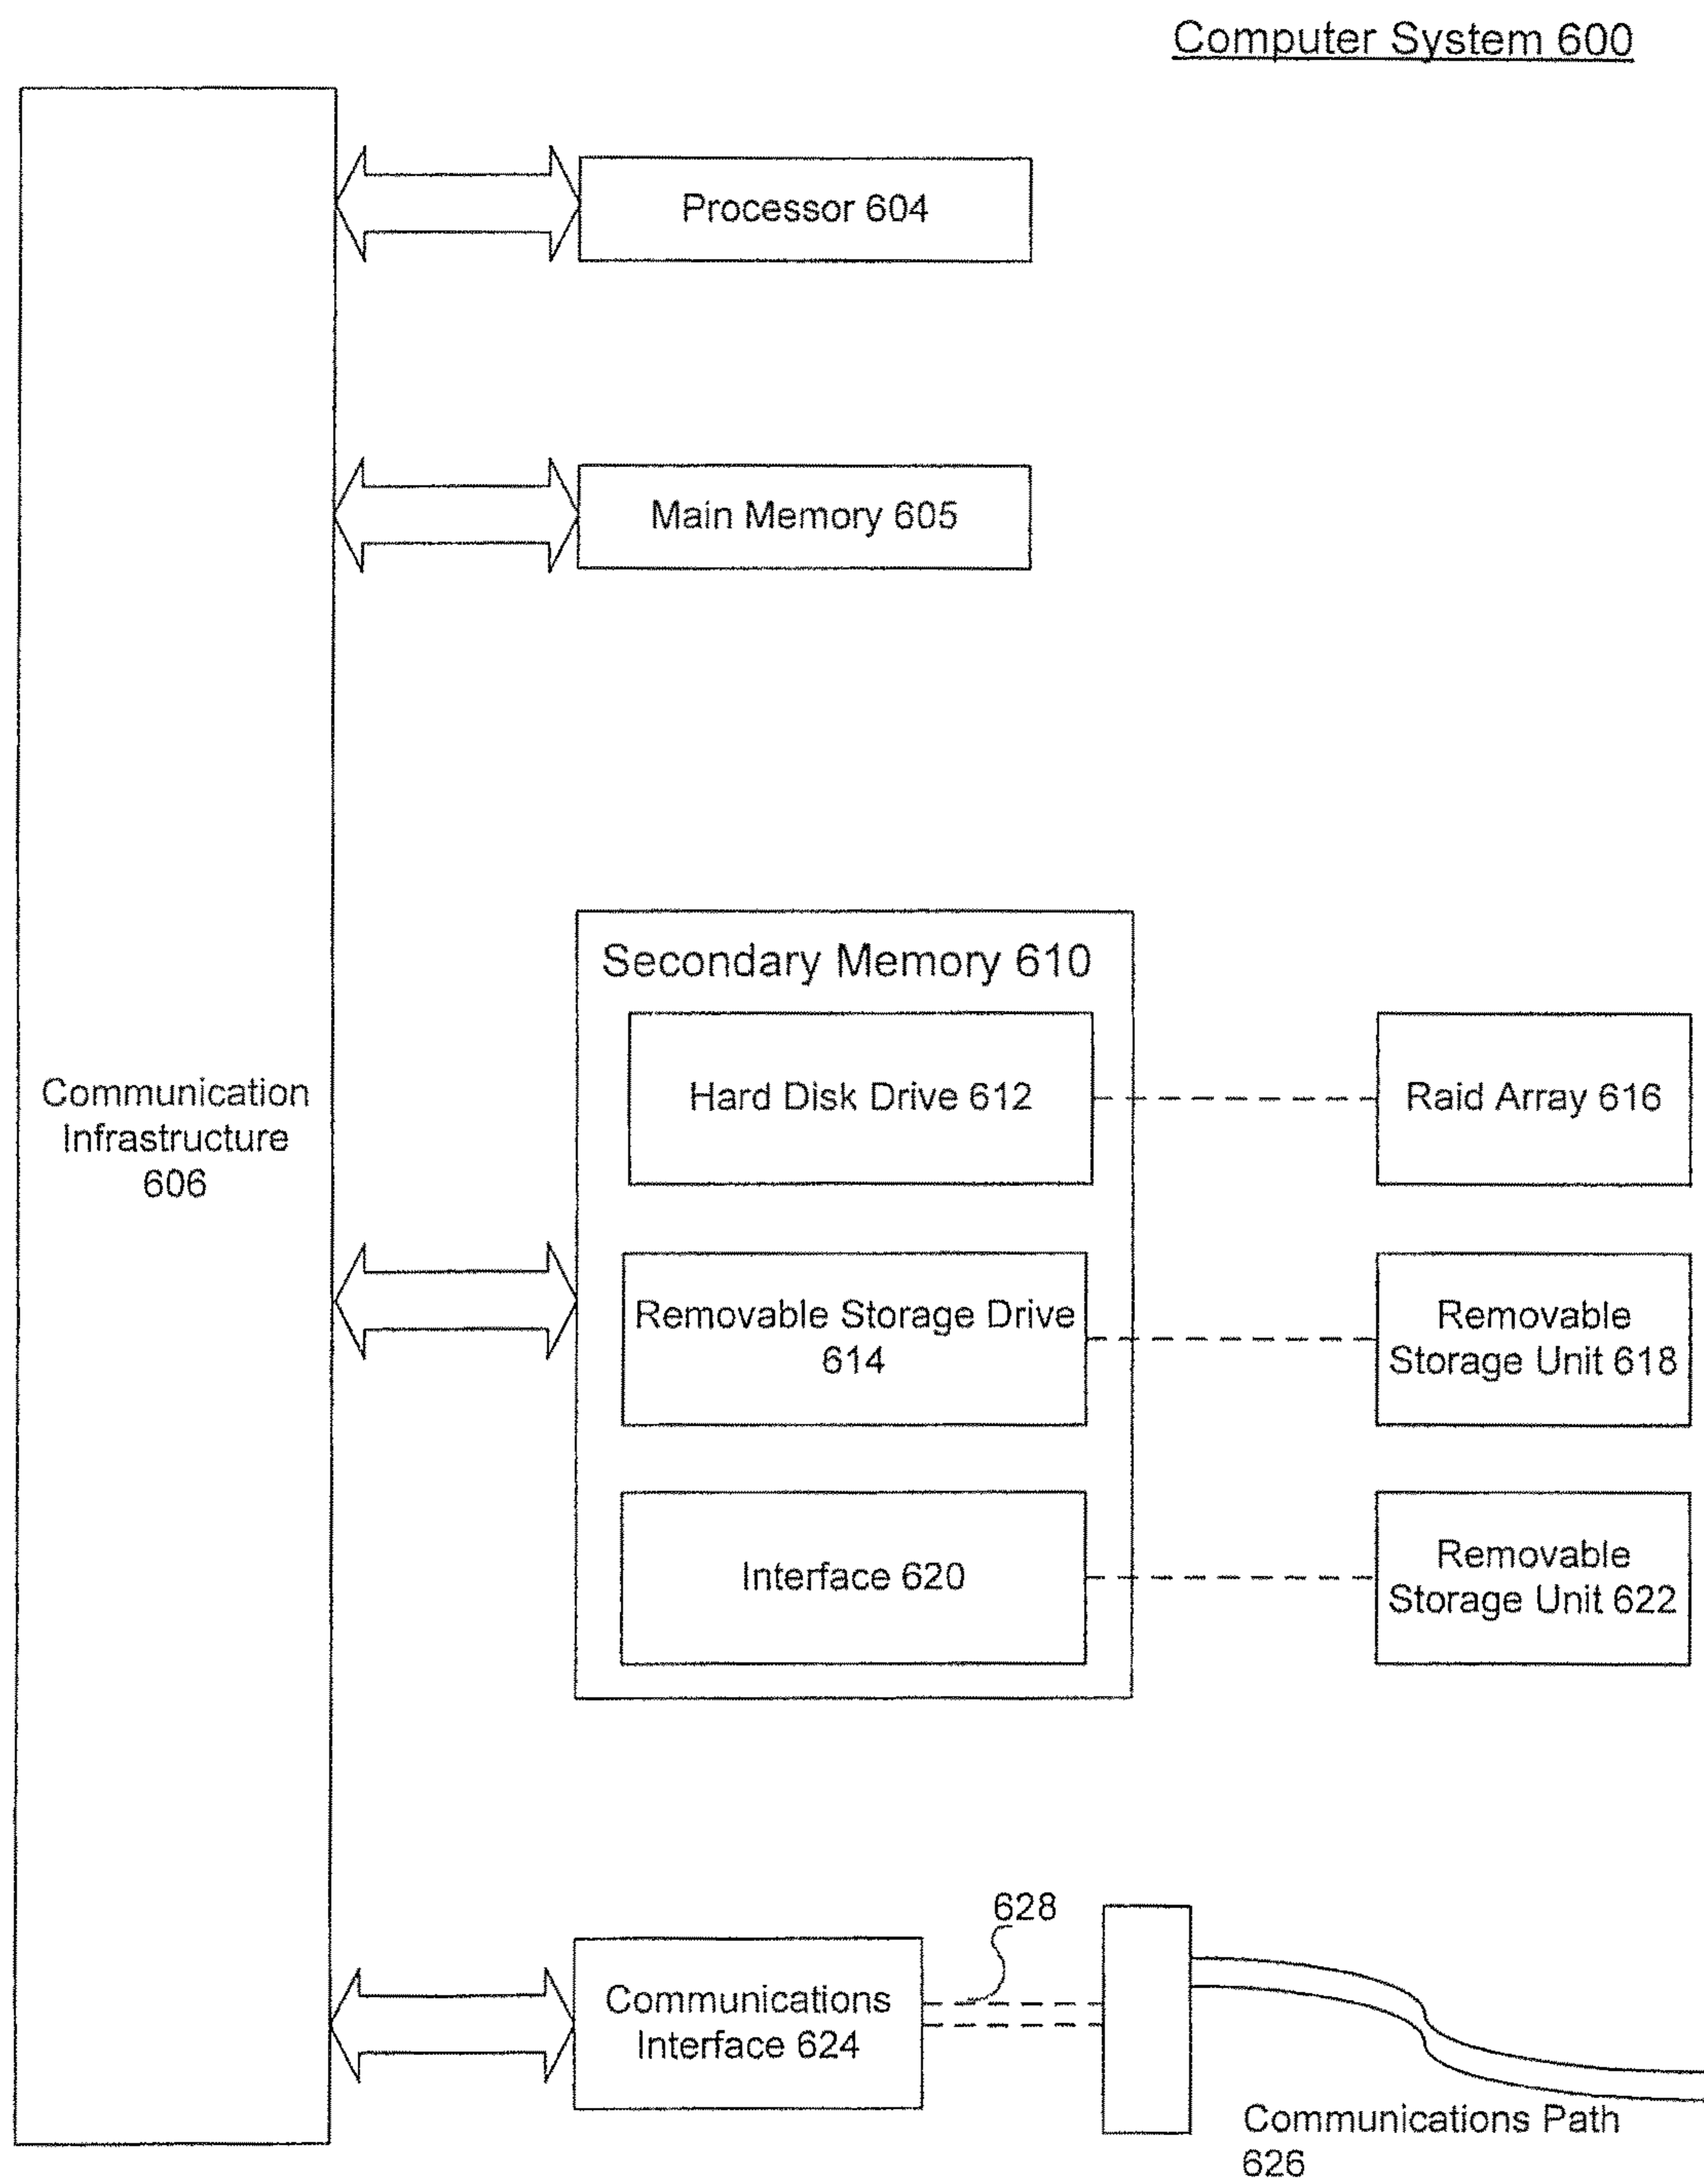 Computer System 600
Processor 604
Main Memory 605
Communication
Infrastructure
606
Secondary Memory 610
Hard Disk Drive 612
Raid Array 616
Removable Storage Drive
614
Removable
Storage Unit 618
Interface 620
Removable
Storage Unit 622
628
Communications
Interface 624
Communications Path
626